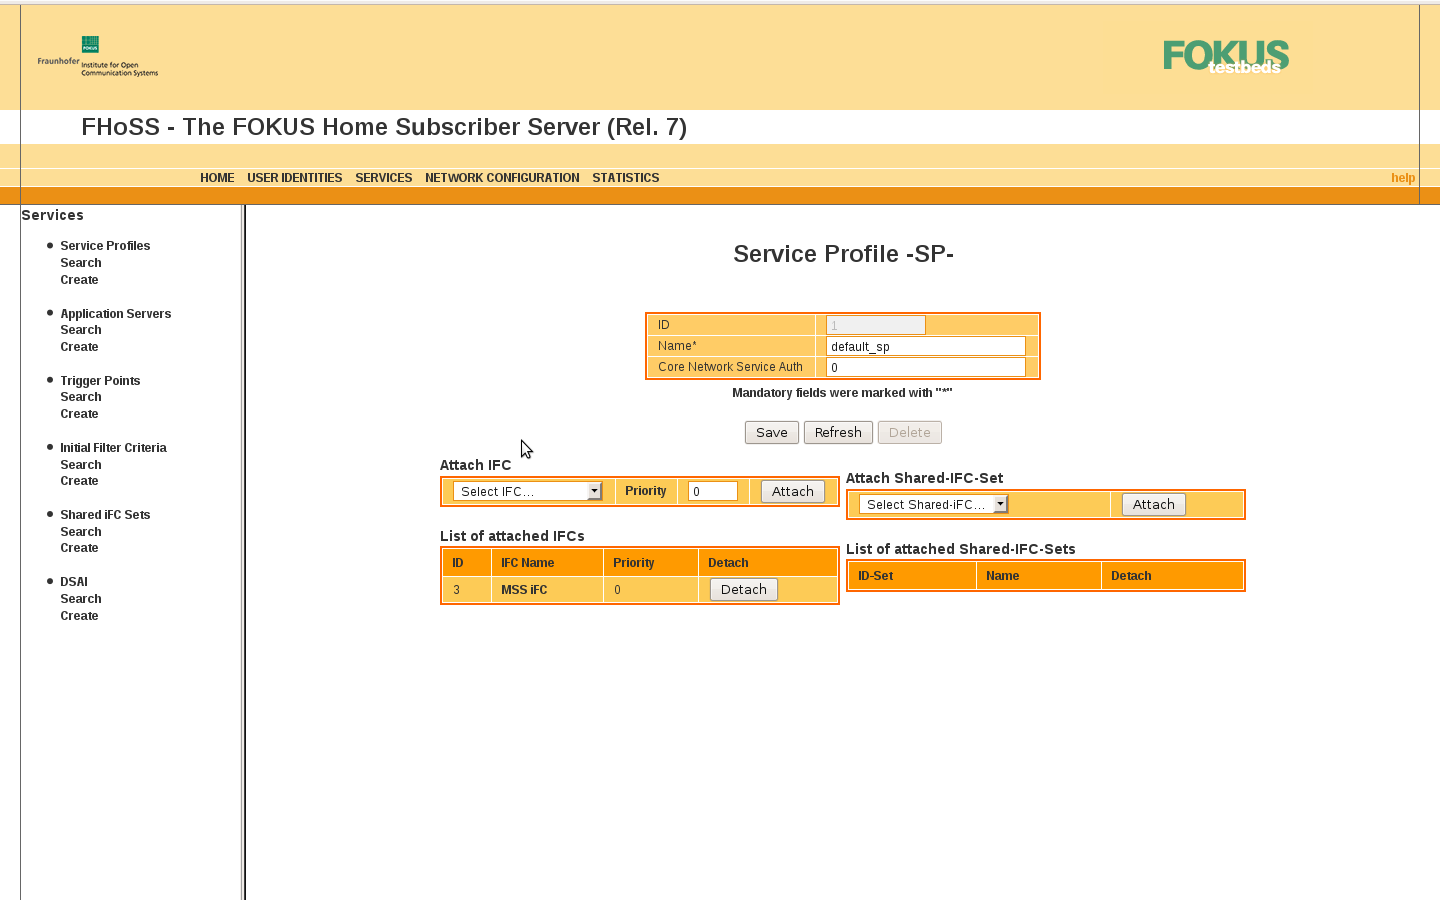 FOKUS
Fraunhofer Institute for Open
Communication Systems
FOKUS
testbeds
FHoSS - The FOKUS Home Subscriber Server (Rel. 7)
HOME USER IDENTITIES SERVICES NETWORK CONFIGURATION STATISTICS help
Services
Service Profiles
Search
Create
Application Servers
Search
Create
Trigger Points
Search
Create
Initial Filter Criteria
Search
Create
Shared iFC Sets
Search
Create
DSAI
Search
Create
Service Profile -SP-
ID 1
Name* default_sp
Core Network Service Auth 0
Mandatory fields were marked with "*"
Save Refresh Delete
Attach IFC
Select IFC... Priority 0 Attach
List of attached IFCs
ID IFC Name Priority Detach
3 MSS iFC 0 Detach
Attach Shared-IFC-Set
Select Shared-iFC... Attach
List of attached Shared-IFC-Sets
ID-Set Name Detach